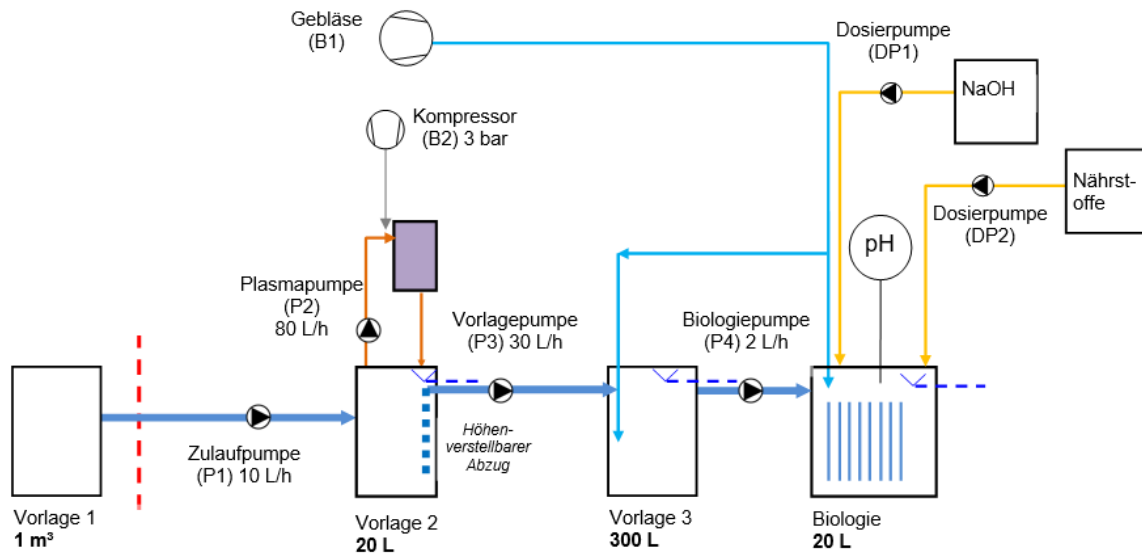 Gebläse
(B1)
Dosierpumpe
(DP1)
NaOH
Kompressor
(B2) 3 bar
Nährst-
offe
Dosierpumpe
(DP2)
pH
Plasmapumpe
(P2)
80 L/h
Vorlagepumpe
(P3) 30 L/h
Biologiepumpe
(P4) 2 L/h
Höhen-
verstellbarer
Abzug
Zulaufpumpe
(P1) 10 L/h
Vorlage 1
1 m³
Vorlage 2
20 L
Vorlage 3
300 L
Biologie
20 L